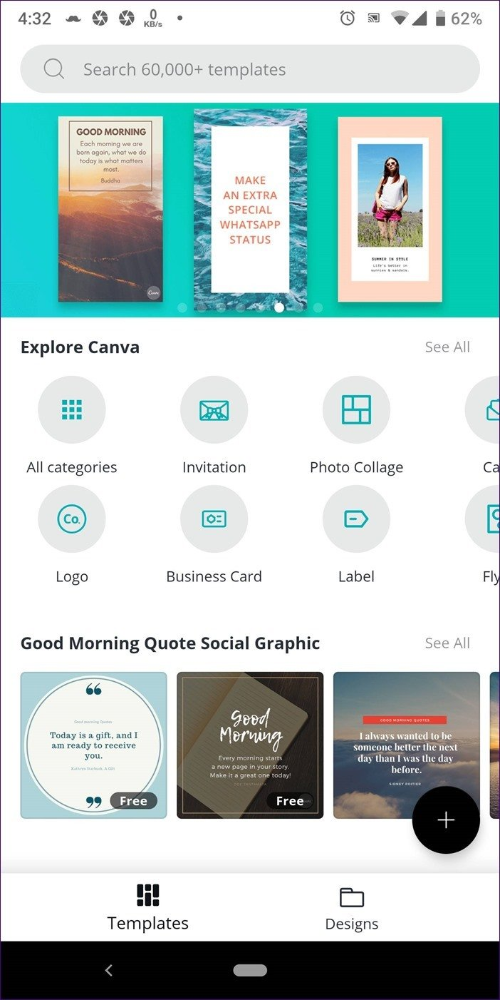 4:32 0 KB/s 62%
Search 60,000+ templates
GOOD MORNING
Each morning we are
born again, what we do
today is what matters
most.
Buddha
Canva
MAKE
AN EXTRA
SPECIAL
WHATSAPP
STATUS
SUMMER IN STYLE
Life's better in
sunnies & sandals.
Explore Canva See All
All categories Invitation Photo Collage Ca
Co.
Logo Business Card Label Fly
Good Morning Quote Social Graphic See All
❝
Good morning Quotes
Today is a gift, and I
am ready to receive
you.
Kathryn Starbuck, A Gift
❞
Free
Good
Morning
Every morning starts
a new page in your story.
Make it a great one today!
DOE ZANTAMATA
Free
GOOD MORNING QUOTES
I always wanted to be
someone better the next
day than I was the day
before.
SIDNEY POITIER
Templates Designs